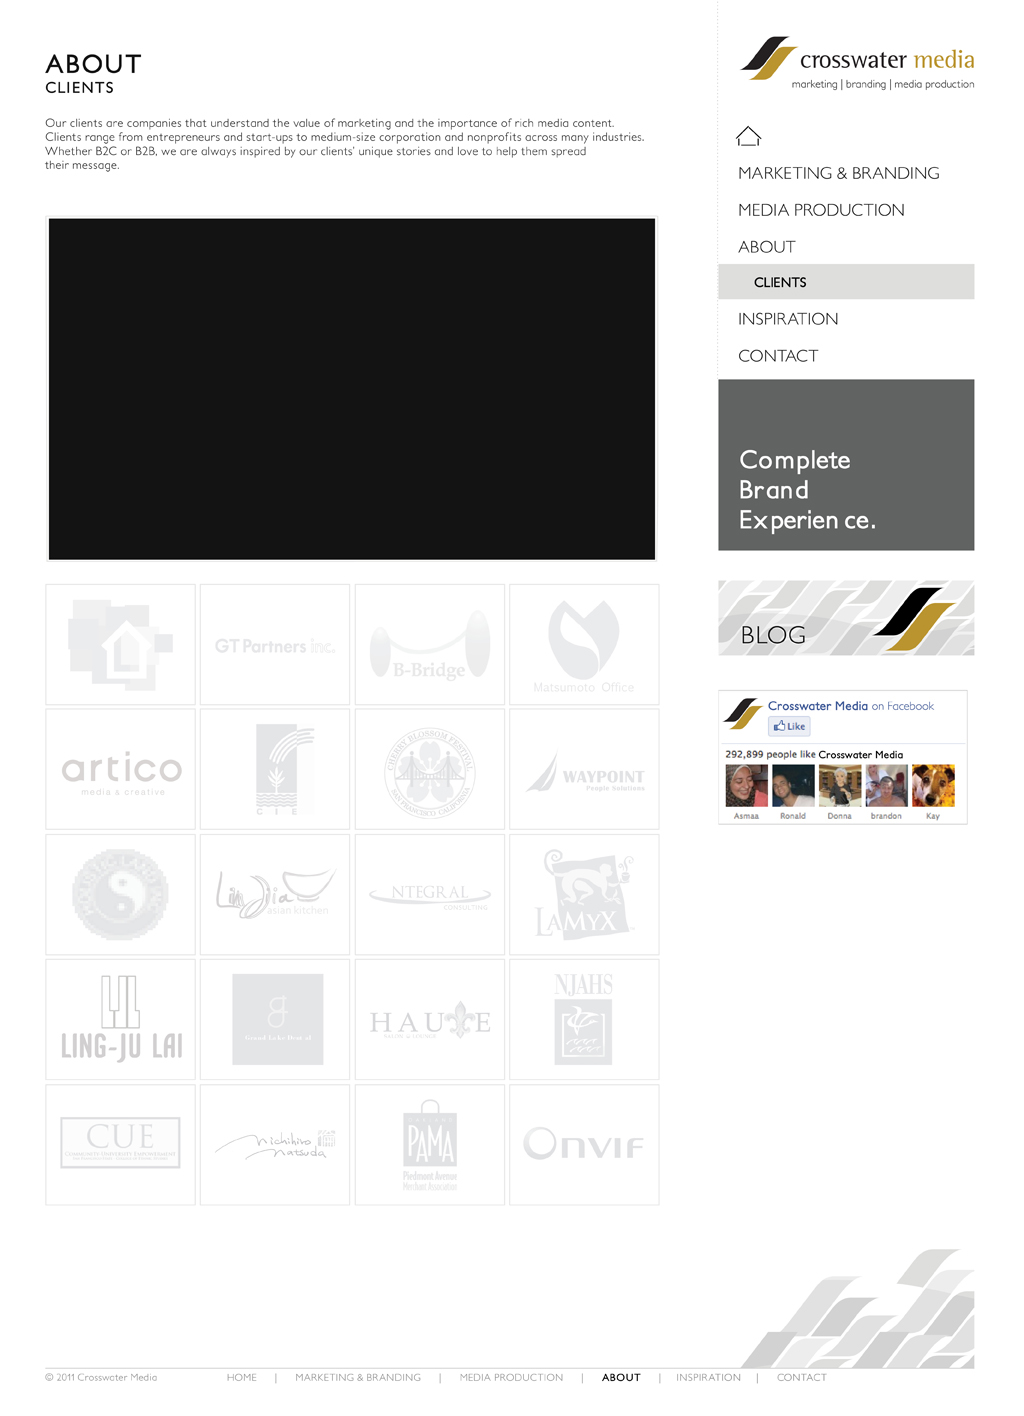 ABOUT
CLIENTS
Our clients are companies that understand the value of marketing and the importance of rich media content.
Clients range from entrepreneurs and start-ups to medium-size corporation and nonprofits across many industries.
Whether B2C or B2B, we are always inspired by our clients' unique stories and love to help them spread
their message.
crosswater media
marketing | branding | media production
MARKETING & BRANDING
MEDIA PRODUCTION
ABOUT
CLIENTS
INSPIRATION
CONTACT
Complete
Brand
Experien ce.
BLOG
Crosswater Media on Facebook
Like
292,899 people like Crosswater Media
Asmaa Ronald Donna brandon Kay
GT Partners inc.
B-Bridge
Matsumoto Office
artico
media & creative
C I E
CHERRY BLOSSOM FESTIVAL
SAN FRANCISCO, CALIFORNIA
WAYPOINT
People Solutions
Lin Jia
asian kitchen
NTEGRAL
CONSULTING
LAMYX
LING-JU LAI
g
Grand Lake Dental
HAUTE
NJAHS
CUE
COMMUNITY UNIVERSITY EMPOWERMENT
Michihiro
Matsuda
PAMA
Piedmont Avenue
Merchant Association
ONVIF
© 2011 Crosswater Media
HOME | MARKETING & BRANDING | MEDIA PRODUCTION | ABOUT | INSPIRATION | CONTACT